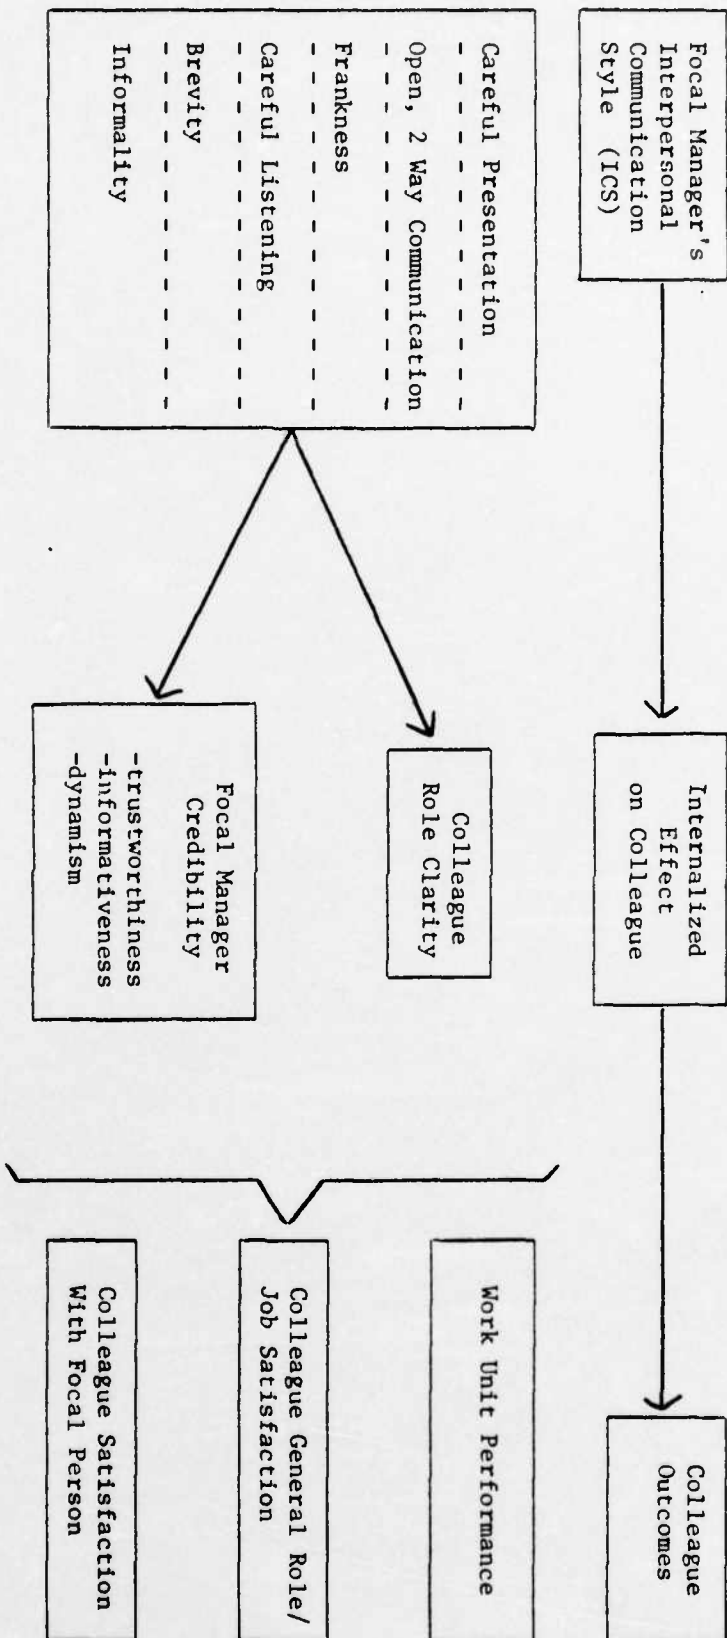 Focal Manager's
Interpersonal
Communication
Style (ICS)
Internalized
Effect
on Colleague
Colleague
Outcomes
Careful Presentation
Open, 2 Way Communication
Frankness
Careful Listening
Brevity
Informality
Colleague
Role Clarity
Focal Manager
Credibility
-trustworthiness
-informativeness
-dynamism
Work Unit Performance
Colleague General Role/
Job Satisfaction
Colleague Satisfaction
With Focal Person